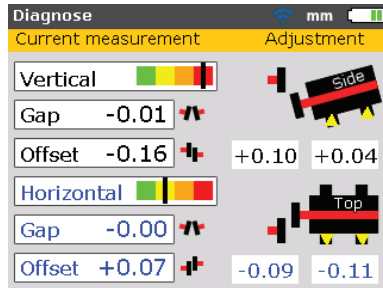 Diagnose mm
Current measurement Adjustment
Vertical Side
Gap -0.01
Offset -0.16 +0.10 +0.04
Horizontal Top
Gap -0.00
Offset +0.07 -0.09 -0.11